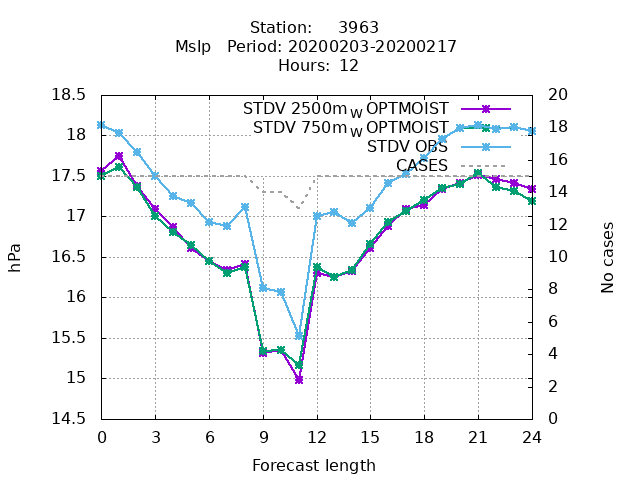 Station: 3963
Mslp Period: 20200203-20200217
Hours: 12
18.5
18
17.5
17
16.5
16
15.5
15
14.5
20
18
16
14
12
10
8
6
4
2
0
STDV 2500m_W OPTMOIST
STDV 750m_W OPTMOIST
STDV OBS
CASES
hPa
No cases
0 3 6 9 12 15 18 21 24
Forecast length